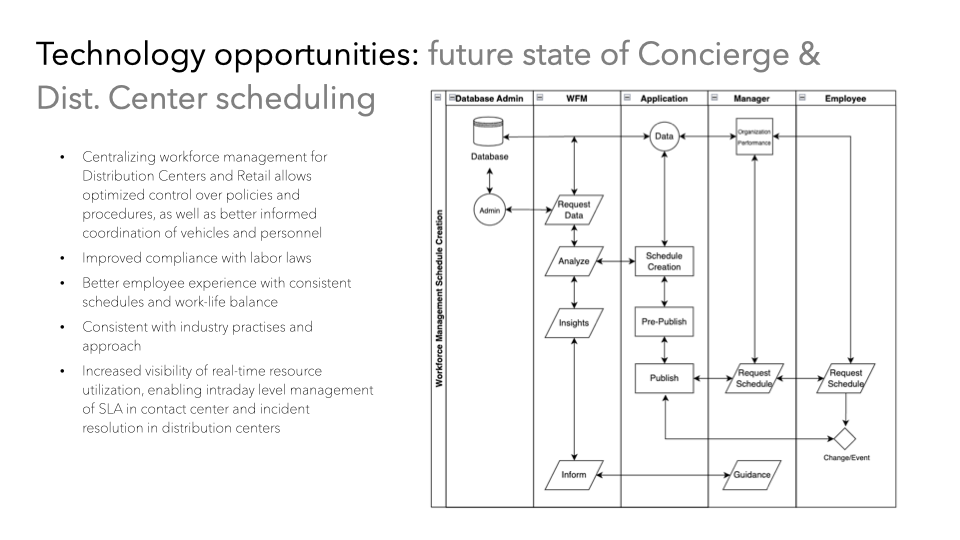 Technology opportunities: future state of Concierge &
Dist. Center scheduling
• Centralizing workforce management for
Distribution Centers and Retail allows
optimized control over policies and
procedures, as well as better informed
coordination of vehicles and personnel
• Improved compliance with labor laws
• Better employee experience with consistent
schedules and work-life balance
• Consistent with industry practises and
approach
• Increased visibility of real-time resource
utilization, enabling intraday level management
of SLA in contact center and incident
resolution in distribution centers
Workforce Management Schedule Creation
Database Admin
WFM
Application
Manager
Employee
Database
Data
Organization
Performance
Admin
Request
Data
Analyze
Schedule
Creation
Insights
Pre-Publish
Publish
Request
Schedule
Request
Schedule
Change/Event
Inform
Guidance